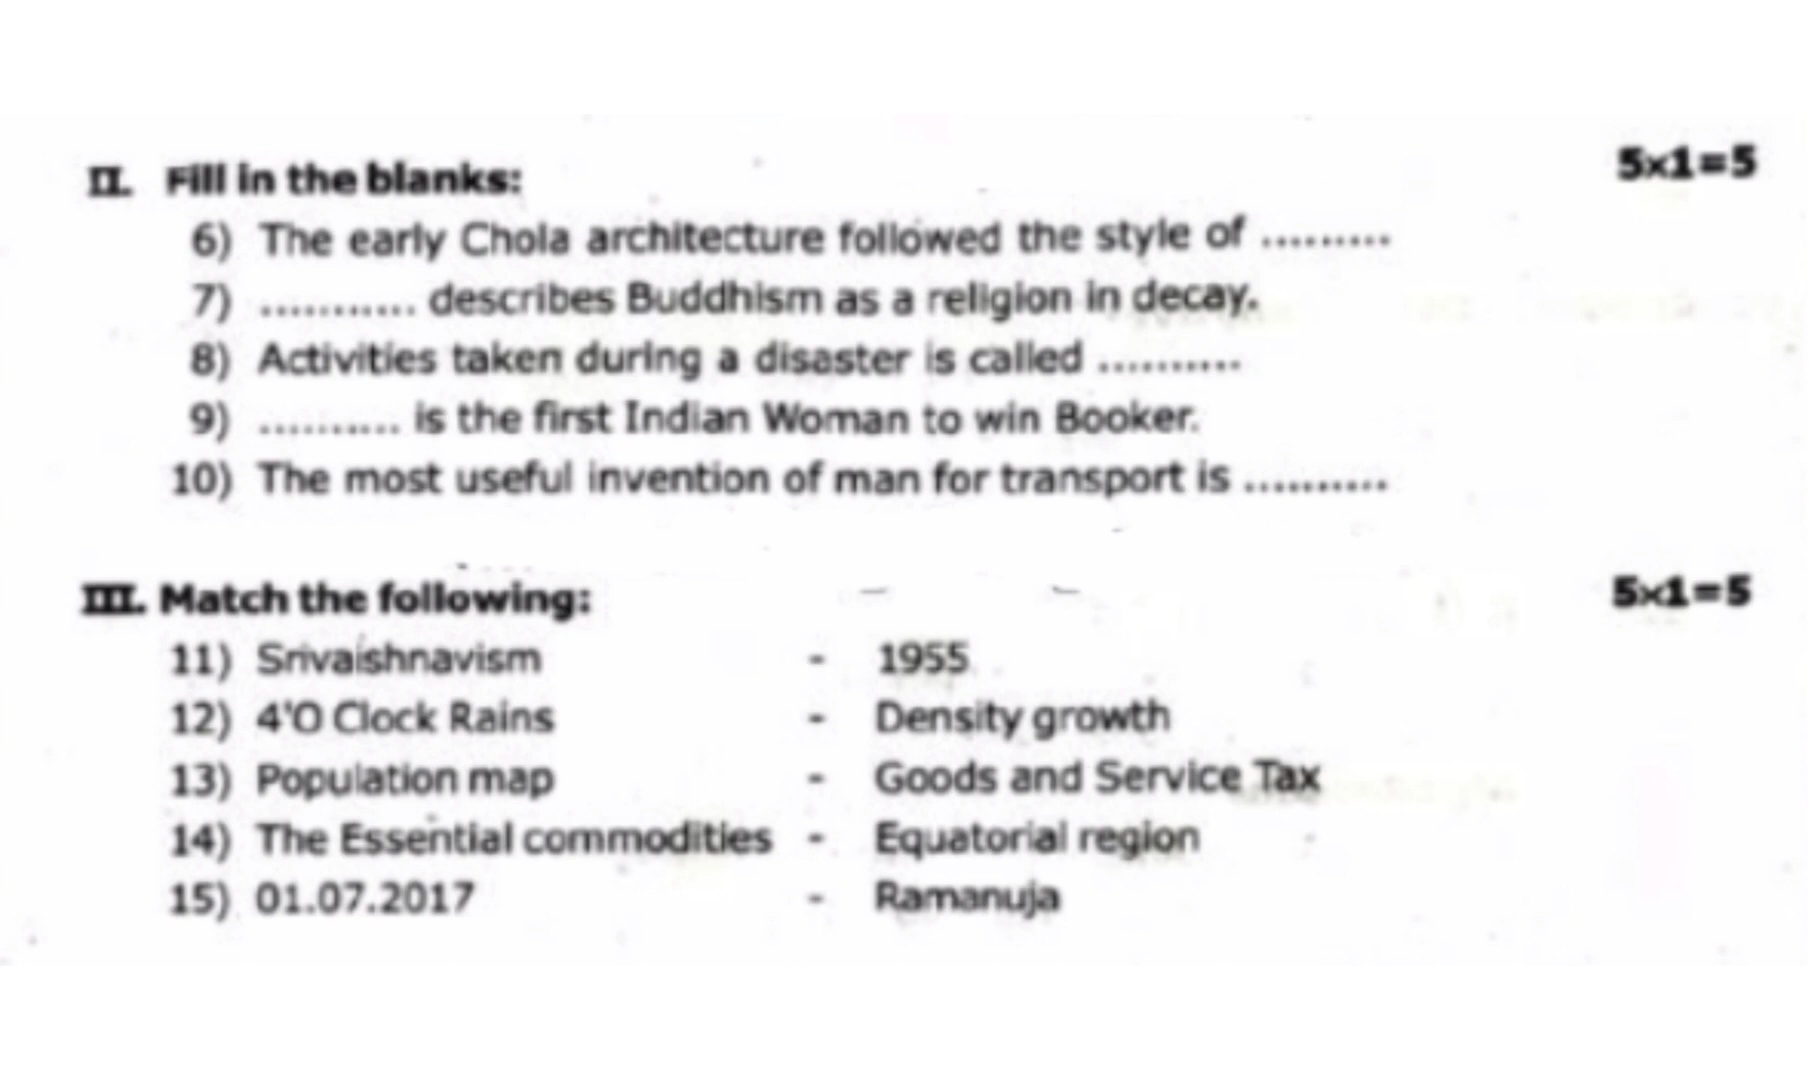 II. Fill in the blanks: 5x1=5
6) The early Chola architecture followed the style of .........
7) ........... describes Buddhism as a religion in decay.
8) Activities taken during a disaster is called ..........
9) .......... is the first Indian Woman to win Booker.
10) The most useful invention of man for transport is ..........
III. Match the following: 5x1=5
11) Srivaishnavism - 1955
12) 4'O Clock Rains - Density growth
13) Population map - Goods and Service Tax
14) The Essential commodities - Equatorial region
15) 01.07.2017 - Ramanuja